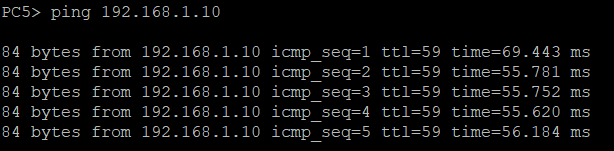 PC5> ping 192.168.1.10
84 bytes from 192.168.1.10 icmp_seq=1 ttl=59 time=69.443 ms
84 bytes from 192.168.1.10 icmp_seq=2 ttl=59 time=55.781 ms
84 bytes from 192.168.1.10 icmp_seq=3 ttl=59 time=55.752 ms
84 bytes from 192.168.1.10 icmp_seq=4 ttl=59 time=55.620 ms
84 bytes from 192.168.1.10 icmp_seq=5 ttl=59 time=56.184 ms